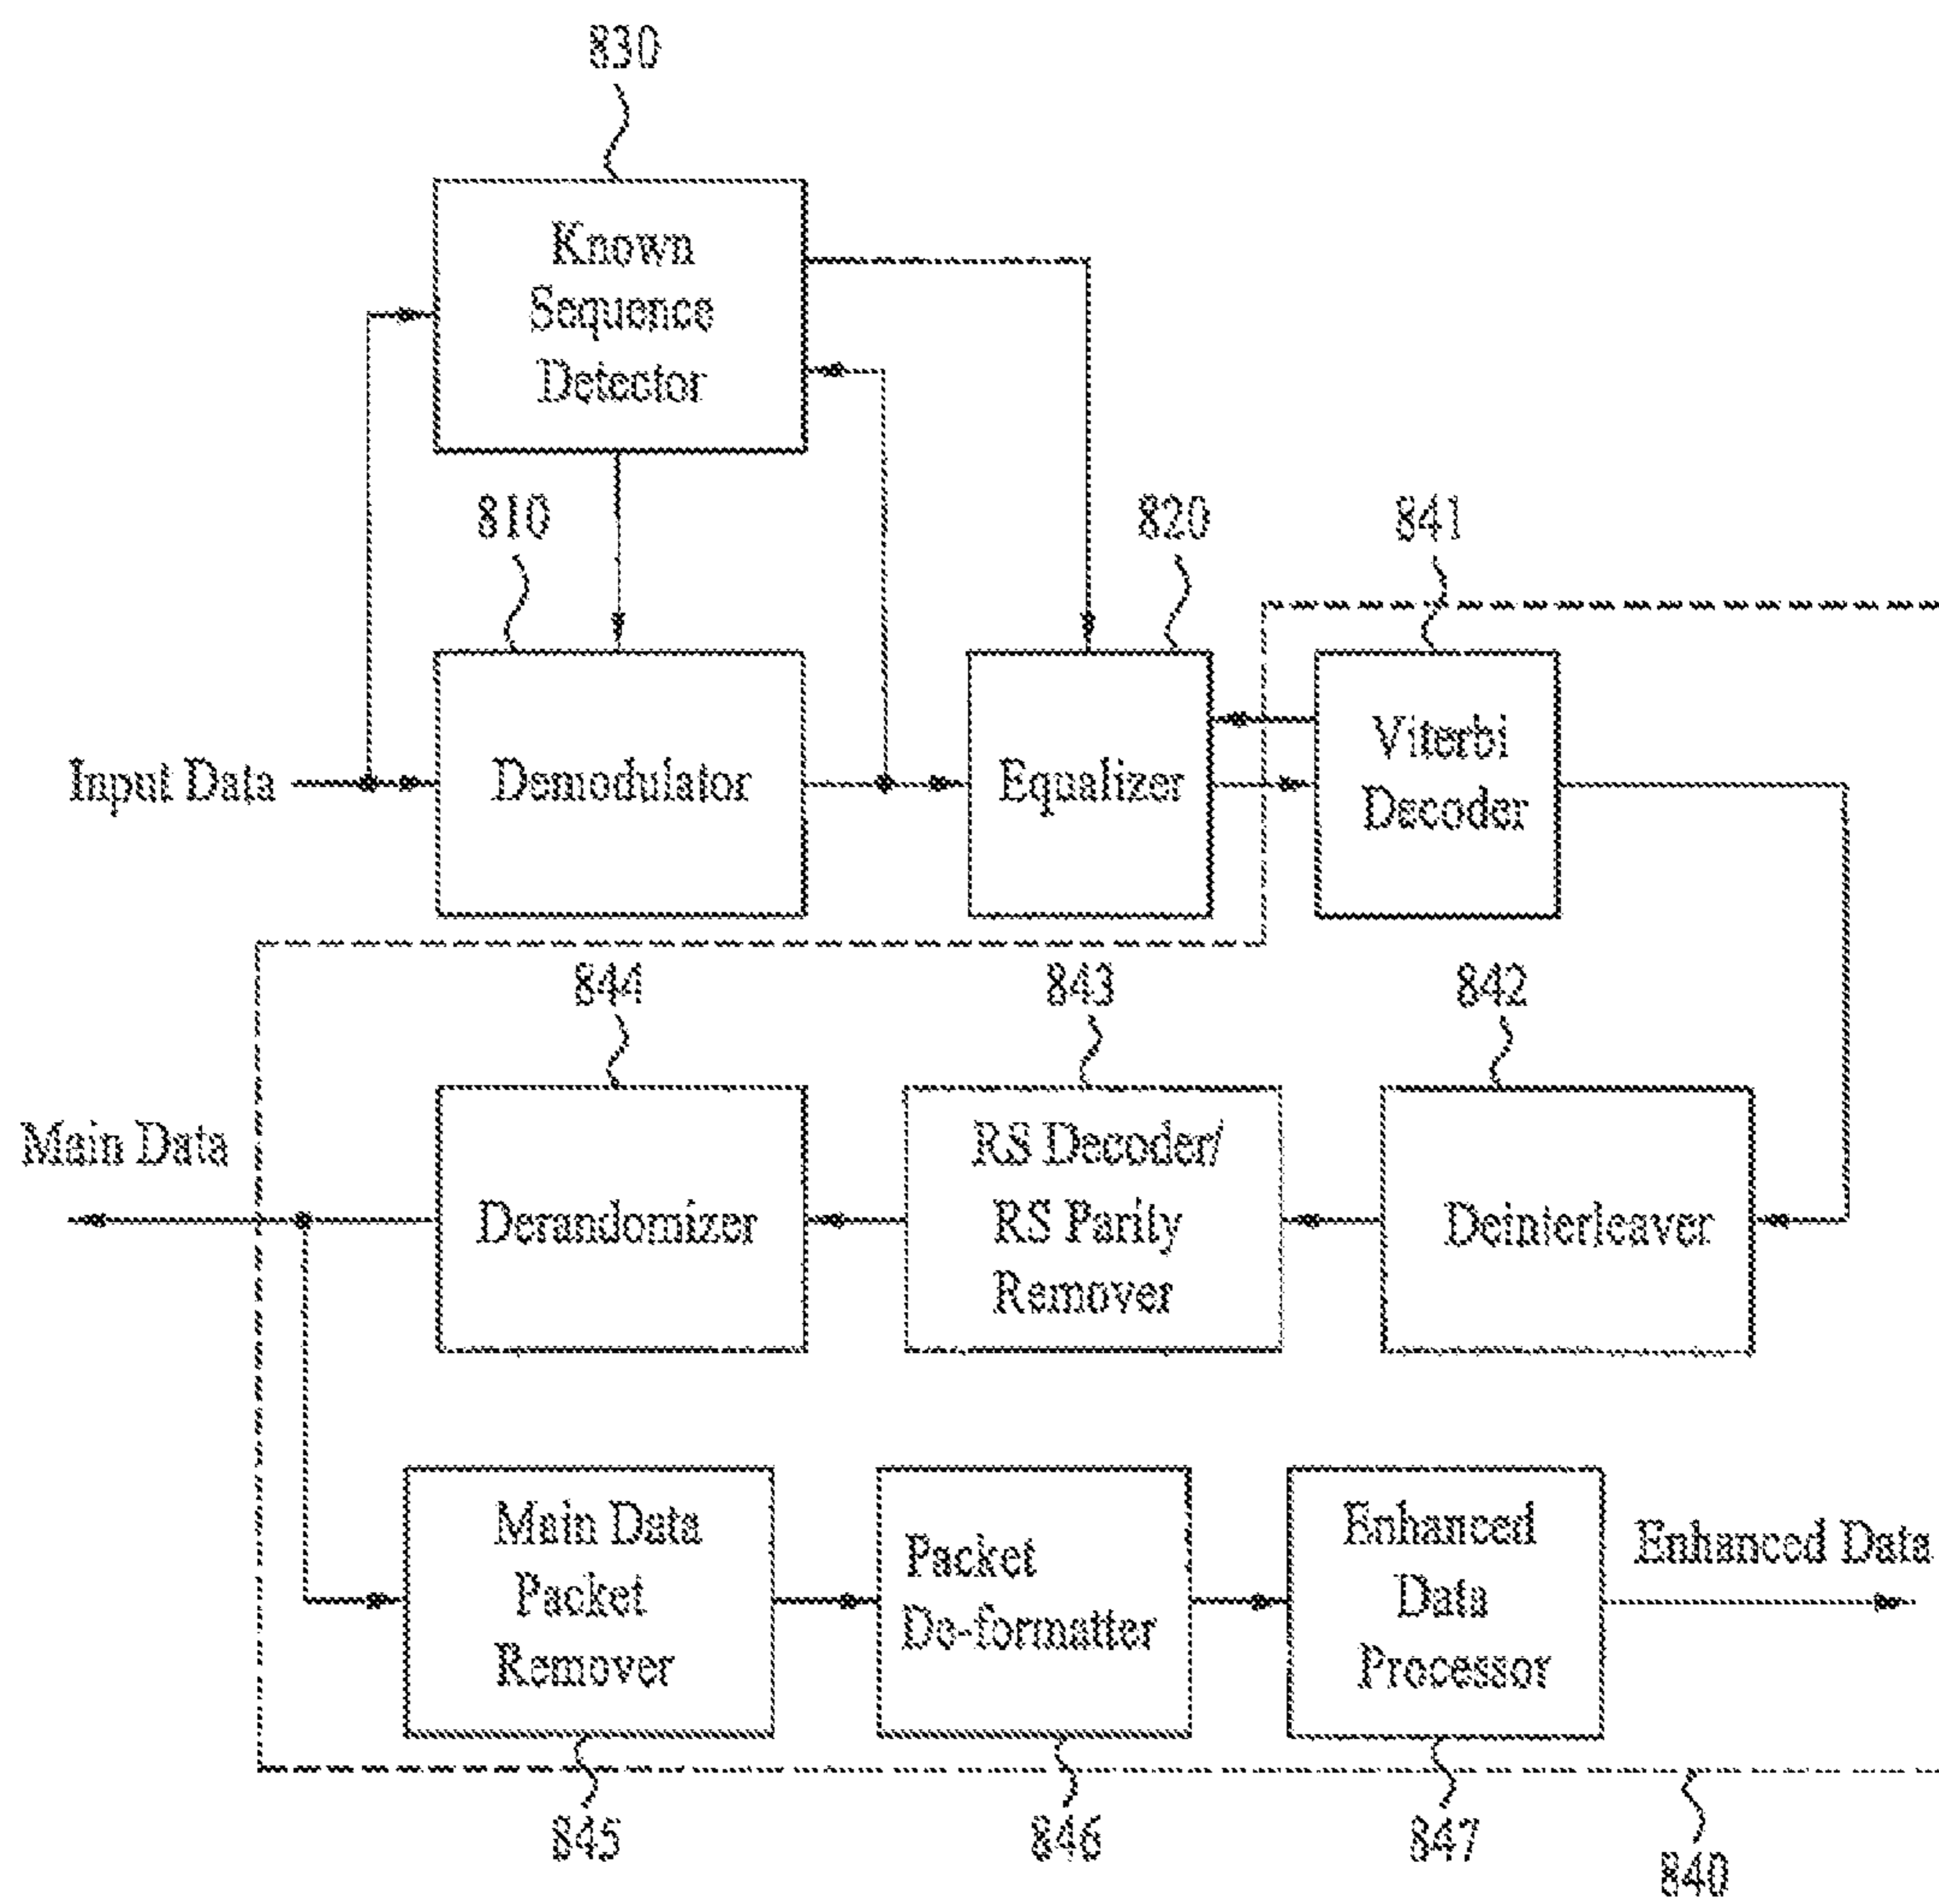 830
Known
Sequence
Detector
810
820
841
Input Data
Demodulator
Equalizer
Viterbi
Decoder
844
843
842
Main Data
Derandomizer
RS Decoder/
RS Parity
Remover
Deinterleaver
Main Data
Packet
Remover
Packet
De-formatter
Enhanced
Data
Processor
Enhanced Data
845
846
847
840